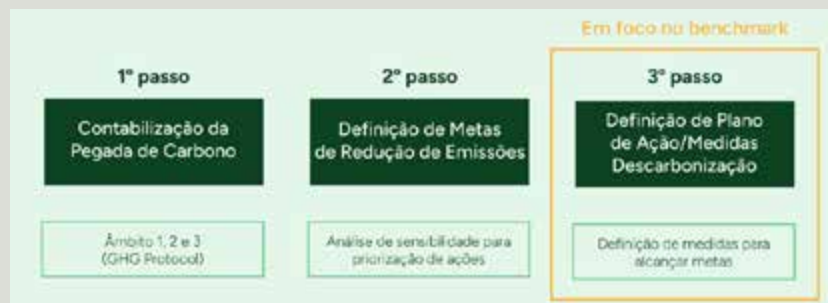 Em foco no benchmark
1º passo
Contabilização da
Pegada de Carbono
Âmbito 1, 2 e 3
(GHG Protocol)
2º passo
Definição de Metas
de Redução de Emissões
Análise de sensibilidade para
priorização de ações
3º passo
Definição de Plano
de Ação/Medidas
Descarbonização
Definição de medidas para
alcançar metas